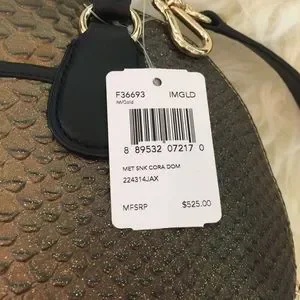 F36693 IMGLD
IM/Gold
8 89532 07217 0
MET SNK CORA DOM
224314JAX
MFSRP $525.00